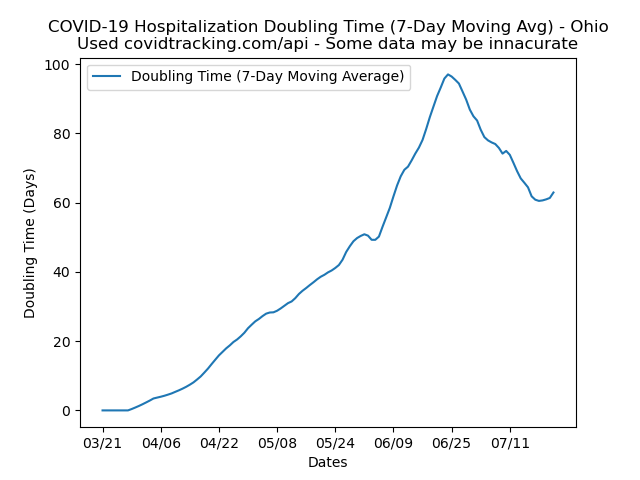 COVID-19 Hospitalization Doubling Time (7-Day Moving Avg) - Ohio
Used covidtracking.com/api - Some data may be innacurate
Doubling Time (7-Day Moving Average)
100
80
60
40
20
0
Doubling Time (Days)
03/21 04/06 04/22 05/08 05/24 06/09 06/25 07/11
Dates